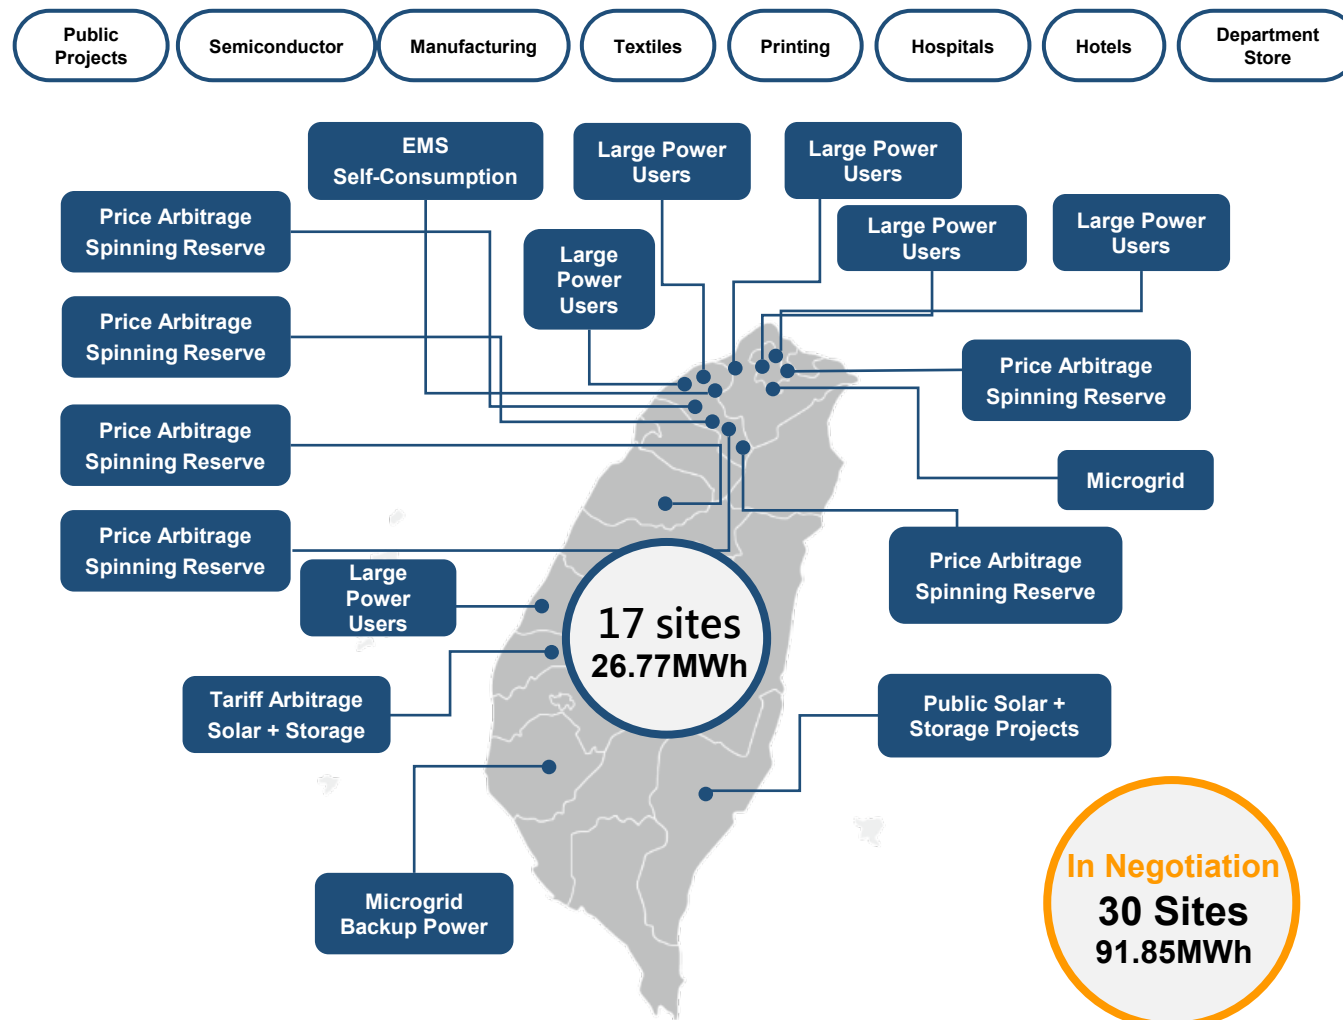 Public
Projects
Semiconductor
Manufacturing
Textiles
Printing
Hospitals
Hotels
Department
Store
EMS
Self-Consumption
Large Power
Users
Large Power
Users
Price Arbitrage
Spinning Reserve
Large Power
Users
Large Power
Users
Large
Power
Users
Price Arbitrage
Spinning Reserve
Price Arbitrage
Spinning Reserve
Price Arbitrage
Spinning Reserve
Microgrid
Price Arbitrage
Spinning Reserve
Price Arbitrage
Spinning Reserve
Large
Power
Users
17 sites
26.77MWh
Tariff Arbitrage
Solar + Storage
Public Solar +
Storage Projects
Microgrid
Backup Power
In Negotiation
30 Sites
91.85MWh